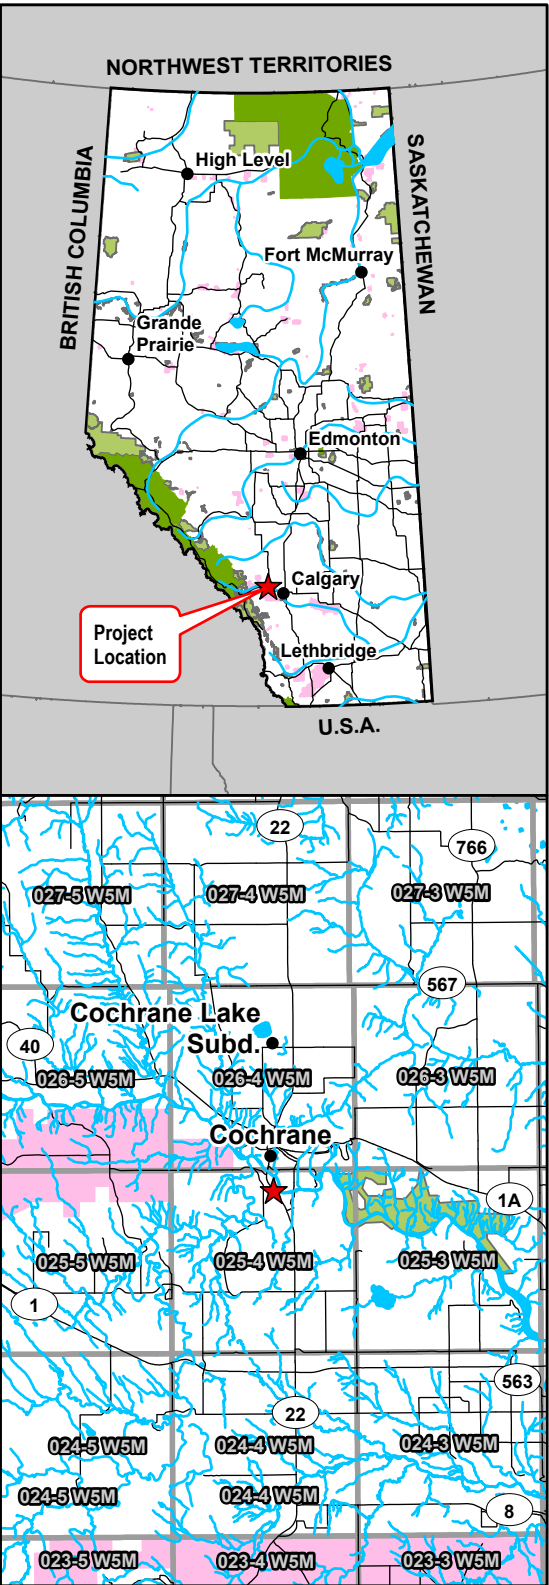 NORTHWEST TERRITORIES
BRITISH COLUMBIA
SASKATCHEWAN
High Level
Fort McMurray
Grande
Prairie
Edmonton
Calgary
Project
Location
Lethbridge
U.S.A.
22
766
027-5 W5M
027-4 W5M
027-3 W5M
567
Cochrane Lake
Subd.
40
026-5 W5M
026-4 W5M
026-3 W5M
Cochrane
1A
025-5 W5M
025-4 W5M
025-3 W5M
1
563
22
024-5 W5M
024-4 W5M
024-3 W5M
024-5 W5M
024-4 W5M
8
023-5 W5M
023-4 W5M
023-3 W5M